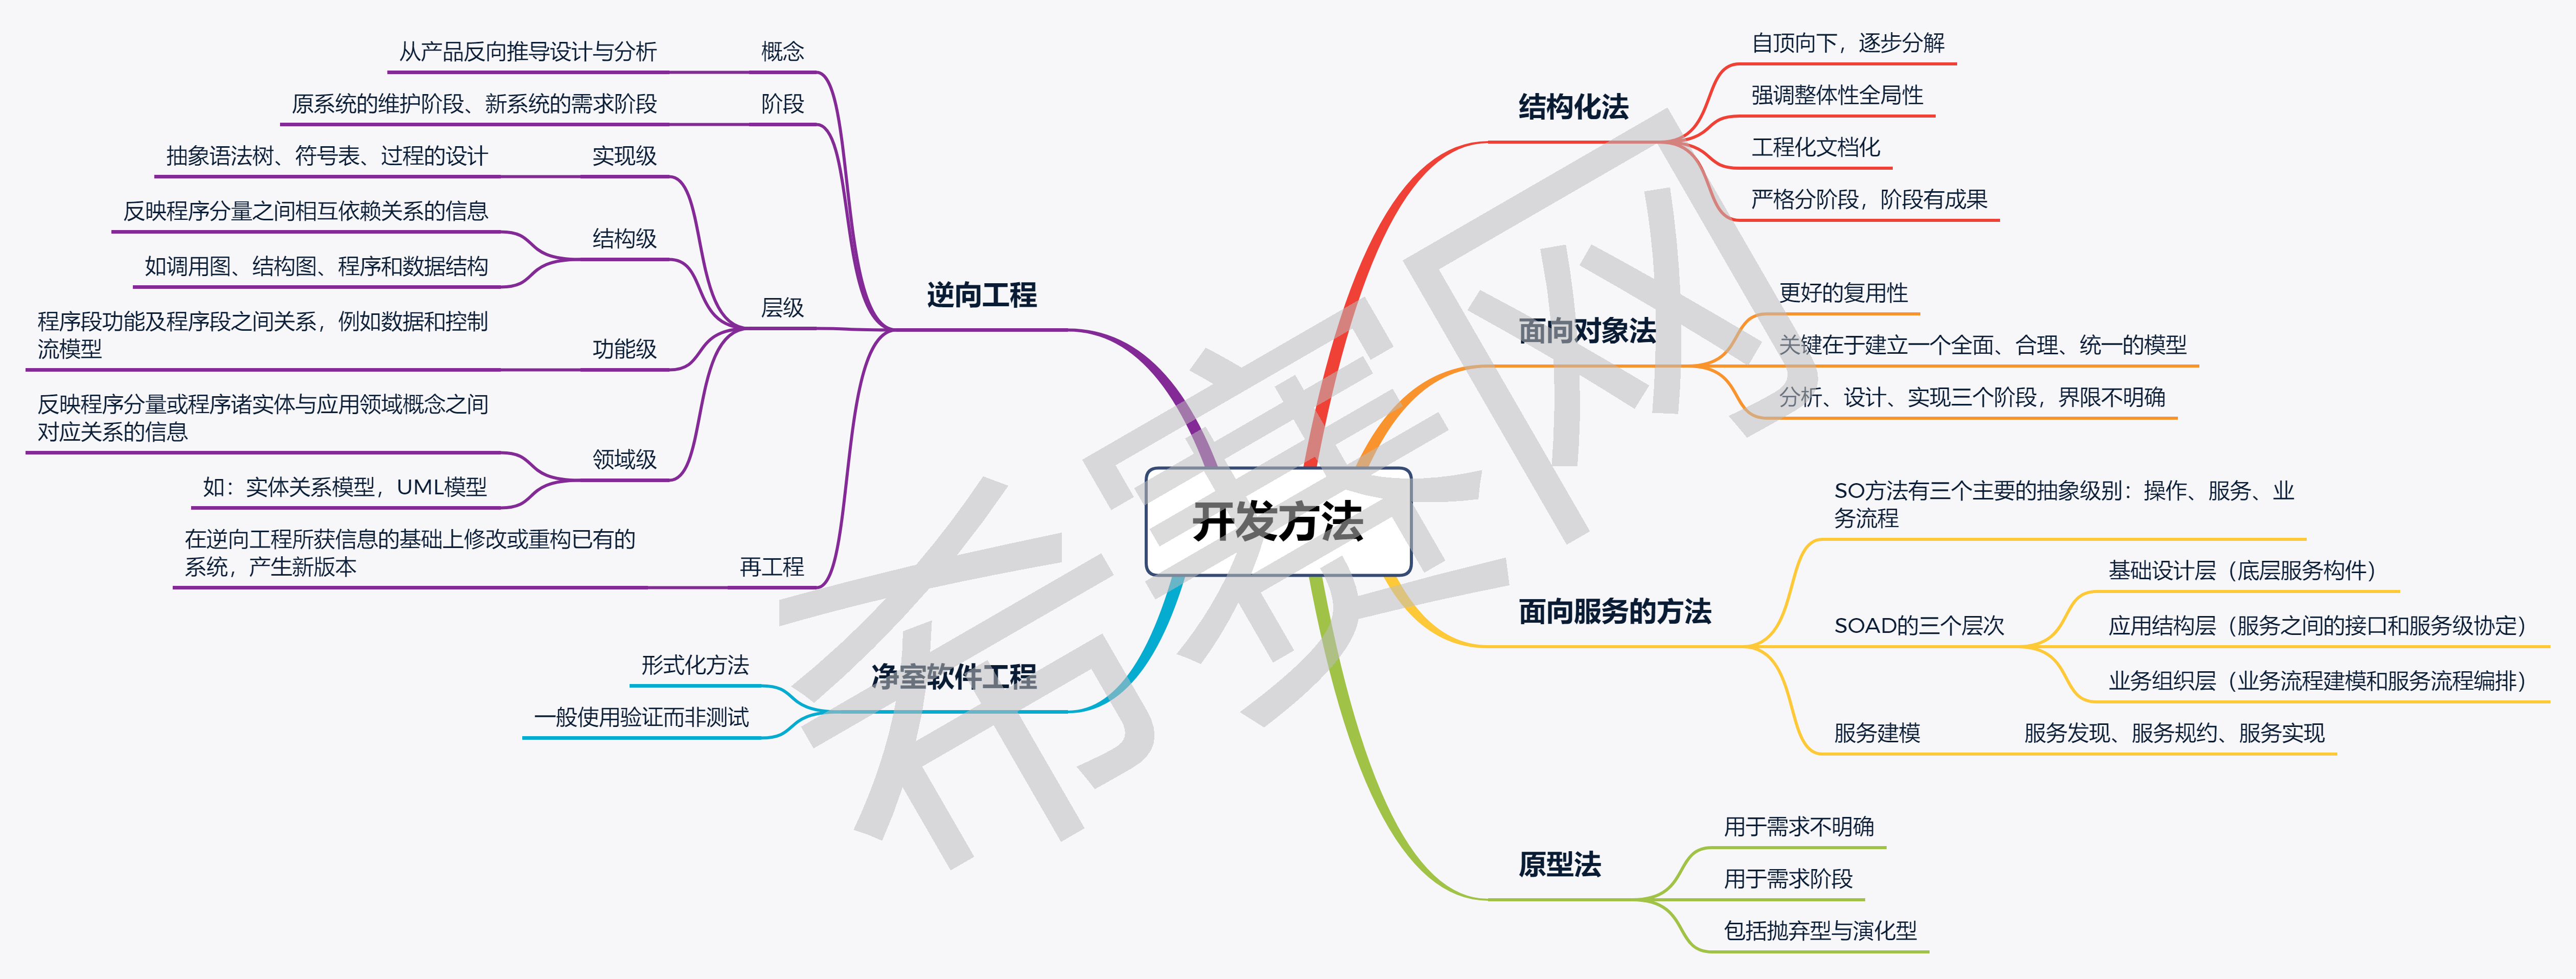 开发方法
结构化法
自顶向下，逐步分解
强调整体性全局性
工程化文档化
严格分阶段，阶段有成果
面向对象法
更好的复用性
关键在于建立一个全面、合理、统一的模型
分析、设计、实现三个阶段，界限不明确
面向服务的方法
SO方法有三个主要的抽象级别：操作、服务、业
务流程
SOAD的三个层次
基础设计层（底层服务构件）
应用结构层（服务之间的接口和服务级协定）
业务组织层（业务流程建模和服务流程编排）
服务建模
服务发现、服务规约、服务实现
原型法
用于需求不明确
用于需求阶段
包括抛弃型与演化型
逆向工程
概念
从产品反向推导设计与分析
阶段
原系统的维护阶段、新系统的需求阶段
层级
实现级
抽象语法树、符号表、过程的设计
结构级
反映程序分量之间相互依赖关系的信息
如调用图、结构图、程序和数据结构
功能级
程序段功能及程序段之间关系，例如数据和控制
流模型
领域级
反映程序分量或程序诸实体与应用领域概念之间
对应关系的信息
如：实体关系模型，UML模型
再工程
在逆向工程所获信息的基础上修改或重构已有的
系统，产生新版本
净室软件工程
形式化方法
一般使用验证而非测试
希赛网